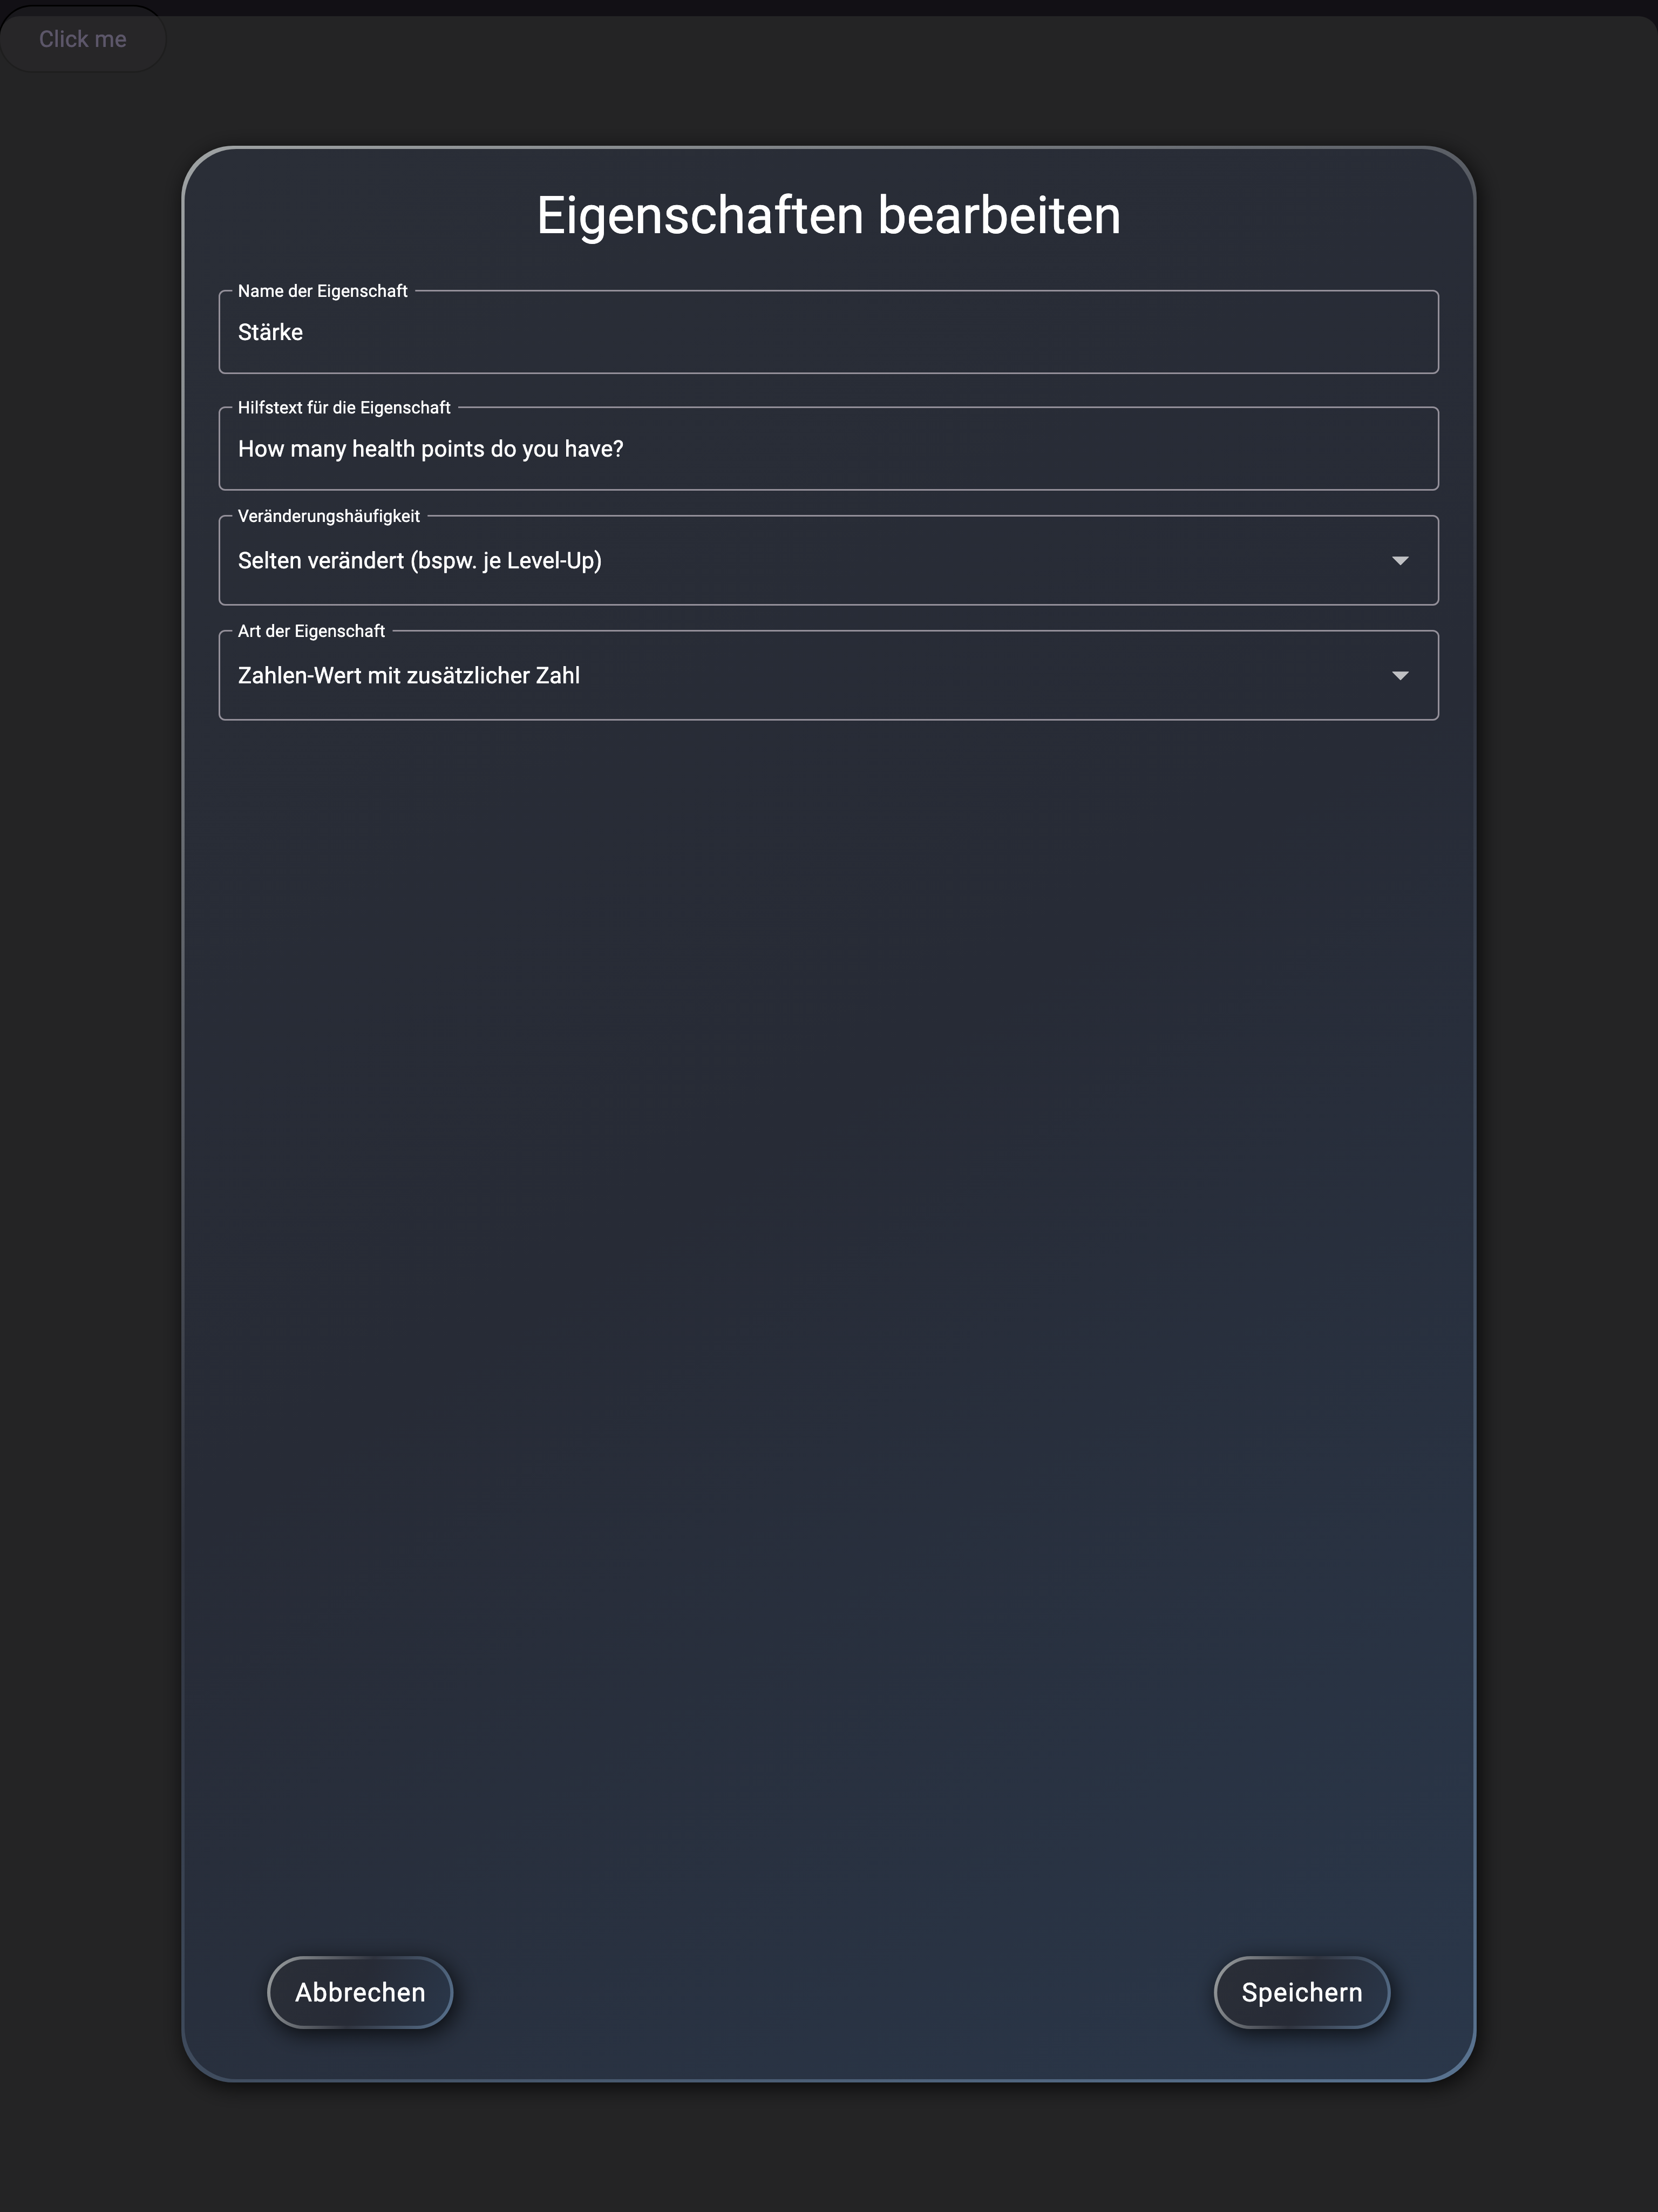 Click me
Eigenschaften bearbeiten
Name der Eigenschaft
Stärke
Hilfstext für die Eigenschaft
How many health points do you have?
Veränderungshäufigkeit
Selten verändert (bspw. je Level-Up)
Art der Eigenschaft
Zahlen-Wert mit zusätzlicher Zahl
Abbrechen
Speichern